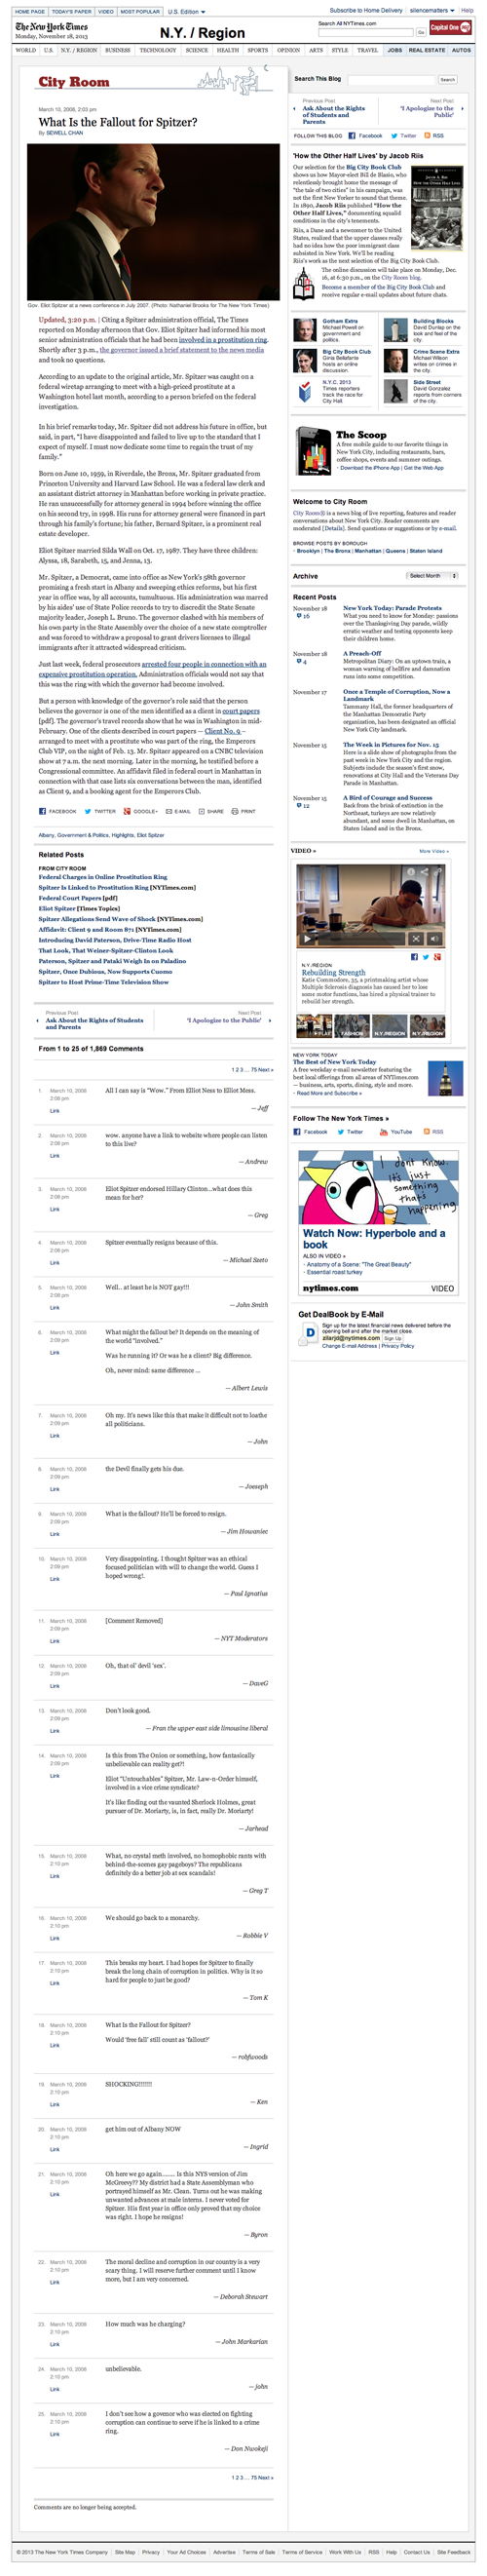 HOME PAGE TODAY'S PAPER VIDEO MOST POPULAR U.S. Edition
Subscribe to Home Delivery silencematters Help
The New York Times
Monday, November 18, 2013
N.Y. / Region
Search All NYTimes.com
Go
Capital One
WORLD U.S. N.Y. / REGION BUSINESS TECHNOLOGY SCIENCE HEALTH SPORTS OPINION ARTS STYLE TRAVEL JOBS REAL ESTATE AUTOS
City Room
March 10, 2008, 2:03 pm
What Is the Fallout for Spitzer?
By SEWELL CHAN
Gov. Eliot Spitzer at a news conference in July 2007. (Photo: Nathaniel Brooks for The New York Times)
Updated, 3:20 p.m. | Citing a Spitzer administration official, The Times
reported on Monday afternoon that Gov. Eliot Spitzer had informed his most
senior administration officials that he had been involved in a prostitution ring.
Shortly after 3 p.m., the governor issued a brief statement to the news media
and took no questions.
According to an update to the original article, Mr. Spitzer was caught on a
federal wiretap arranging to meet with a high-priced prostitute at a
Washington hotel last month, according to a person briefed on the federal
investigation.
In his brief remarks today, Mr. Spitzer did not address his future in office, but
said, in part, "I have disappointed and failed to live up to the standard that I
expect of myself. I must now dedicate some time to regain the trust of my
family."
Born on June 10, 1959, in Riverdale, the Bronx, Mr. Spitzer graduated from
Princeton University and Harvard Law School. He was a federal law clerk and
an assistant district attorney in Manhattan before working in private practice.
He ran unsuccessfully for attorney general in 1994 before winning the office
on his second try, in 1998. His runs for attorney general were financed in part
through his family's fortune; his father, Bernard Spitzer, is a prominent real
estate developer.
Eliot Spitzer married Silda Wall on Oct. 17, 1987. They have three children:
Alyssa, 18, Sarabeth, 15, and Jenna, 13.
Mr. Spitzer, a Democrat, came into office as New York's 58th governor
promising a fresh start in Albany and sweeping ethics reforms, but his first
year in office was, by all accounts, tumultuous. His administration was marred
by his aides' use of State Police records to try to discredit the State Senate
majority leader, Joseph L. Bruno. The governor clashed with his members of
his own party in the State Assembly over the choice of a state comptroller
and was forced to withdraw a proposal to grant drivers licenses to illegal
immigrants after it attracted widespread criticism.
Just last week, federal prosecutors arrested four people in connection with an
expensive prostitution operation. Administration officials would not say that
this was the ring with which the governor had become involved.
But a person with knowledge of the governor's role said that the person
believes the governor is one of the men identified as a client in court papers
[pdf]. The governor's travel records show that he was in Washington in mid-
February. One of the clients described in court papers — Client No. 9 –
arranged to meet with a prostitute who was part of the ring, the Emperors
Club VIP, on the night of Feb. 13. Mr. Spitzer appeared on a CNBC television
show at 7 a.m. the next morning. Later in the morning, he testified before a
Congressional committee. An affidavit filed in federal court in Manhattan in
connection with that case lists six conversations between the man, identified
as Client 9, and a booking agent for the Emperors Club.
FACEBOOK TWITTER GOOGLE+ E-MAIL SHARE PRINT
Albany, Government & Politics, Highlights, Eliot Spitzer
Related Posts
FROM CITY ROOM
Federal Charges in Online Prostitution Ring
Spitzer Is Linked to Prostitution Ring [NYTimes.com]
Federal Court Papers [pdf]
Eliot Spitzer [Times Topics]
Spitzer Allegations Send Wave of Shock [NYTimes.com]
Affidavit: Client 9 and Room 871 [NYTimes.com]
Introducing David Paterson, Drive-Time Radio Host
That Look, That Weiner-Spitzer-Clinton Look
Paterson, Spitzer and Pataki Weigh In on Paladino
Spitzer, Once Dubious, Now Supports Cuomo
Spitzer to Host Prime-Time Television Show
Previous Post
Ask About the Rights of Students
and Parents
Next Post
'I Apologize to the Public'
From 1 to 25 of 1,869 Comments
1 2 3 ... 75 Next »
1. March 10, 2008
2:08 pm
Link
All I can say is "Wow." From Elliot Ness to Elliot Mess.
— Jeff
2. March 10, 2008
2:08 pm
Link
wow. anyone have a link to website where people can listen
to this live?
— Andrew
3. March 10, 2008
2:08 pm
Link
Eliot Spitzer endorsed Hillary Clinton…what does this
mean for her?
— Greg
4. March 10, 2008
2:08 pm
Link
Spitzer eventually resigns because of this.
— Michael Szeto
5. March 10, 2008
2:08 pm
Link
Well.. at least he is NOT gay!!!
— John Smith
6. March 10, 2008
2:08 pm
Link
What might the fallout be? It depends on the meaning of
the world "involved."
Was he running it? Or was he a client? Big difference.
Oh, never mind: same difference …
— Albert Lewis
7. March 10, 2008
2:09 pm
Link
Oh my. It's news like this that make it difficult not to loathe
all politicians.
— John
8. March 10, 2008
2:09 pm
Link
the Devil finally gets his due.
— Joeseph
9. March 10, 2008
2:09 pm
Link
What is the fallout? He'll be forced to resign.
— Jim Howaniec
10. March 10, 2008
2:09 pm
Link
Very disappointing. I thought Spitzer was an ethical
focused politician with will to change the world. Guess I
hoped wrong!.
— Paul Ignatius
11. March 10, 2008
2:09 pm
Link
[Comment Removed]
— NYT Moderators
12. March 10, 2008
2:09 pm
Link
Oh, that ol' devil 'sex'.
— DaveG
13. March 10, 2008
2:09 pm
Link
Don't look good.
— Fran the upper east side limousine liberal
14. March 10, 2008
2:09 pm
Link
Is this from The Onion or something, how fantasically
unbelievable can reality get?!
Eliot "Untouchables" Spitzer, Mr. Law-n-Order himself,
involved in a vice crime syndicate?
It's like finding out the vaunted Sherlock Holmes, great
pursuer of Dr. Moriarty, is, in fact, really Dr. Moriarty!
— Jarhead
15. March 10, 2008
2:10 pm
Link
What, no crystal meth involved, no homophobic rants with
behind-the-scenes gay pageboys? The republicans
definitely do a better job at sex scandals!
— Greg T
16. March 10, 2008
2:10 pm
Link
We should go back to a monarchy.
— Robbie V
17. March 10, 2008
2:10 pm
Link
This breaks my heart. I had hopes for Spitzer to finally
break the long chain of corruption in politics. Why is it so
hard for people to just be good?
— Tom K
18. March 10, 2008
2:10 pm
Link
What Is the Fallout for Spitzer?
Would 'free fall' still count as 'fallout?'
— robfwoods
19. March 10, 2008
2:10 pm
Link
SHOCKING!!!!!!!
— Ken
20. March 10, 2008
2:10 pm
Link
get him out of Albany NOW
— Ingrid
21. March 10, 2008
2:10 pm
Link
Oh here we go again……. Is this NYS version of Jim
McGreevy?? My district had a State Assemblyman who
portrayed himself as Mr. Clean. Turns out he was making
unwanted advances at male interns. I never voted for
Spitzer. His first year in office only proved that my choice
was right. I hope he resigns!
— Byron
22. March 10, 2008
2:10 pm
Link
The moral decline and corruption in our country is a very
scary thing. I will reserve further comment until I know
more, but I am very concerned.
— Deborah Stewart
23. March 10, 2008
2:10 pm
Link
How much was he charging?
— John Markarian
24. March 10, 2008
2:10 pm
Link
unbelievable.
— john
25. March 10, 2008
2:10 pm
Link
I don't see how a govenor who was elected on fighting
corruption can continue to serve if he is linked to a crime
ring.
— Don Nwokeji
1 2 3 ... 75 Next »
Comments are no longer being accepted.
Search This Blog
Search
Previous Post
Ask About the Rights
of Students and
Parents
Next Post
'I Apologize to the
Public'
FOLLOW THIS BLOG Facebook Twitter RSS
'How the Other Half Lives' by Jacob Riis
Our selection for the Big City Book Club
shows us how Mayor-elect Bill de Blasio, who
relentlessly brought home the message of
"the tale of two cities" in his campaign, was
not the first New Yorker to sound that theme.
In 1890, Jacob Riis published "How the
Other Half Lives," documenting squalid
conditions in the city's tenements.
Riis, a Dane and a newcomer to the United
States, realized the upper classes really
had no idea how the poor immigrant class
subsisted in New York. We'll be reading
Riis's work as the next selection of the Big City Book Club.
The online discussion will take place on Monday, Dec.
16, at 6:30 p.m., on the City Room blog.
Become a member of the Big City Book Club and
receive regular e-mail updates about future chats.
Gotham Extra
Michael Powell on
government and
politics.
Building Blocks
David Dunlap on the
look and feel of the
city.
Big City Book Club
Ginia Bellafante
hosts an online
discussion.
Crime Scene Extra
Michael Wilson
writes on crimes in
the city.
N.Y.C. 2013
Times reporters
track the race for
City Hall.
Side Street
David Gonzalez
reports from corners
of the city.
The Scoop
A free mobile guide to our favorite things in
New York City, including restaurants, bars,
coffee shops, events and summer outings.
Download the iPhone App | Get the Web App
Welcome to City Room
City Room® is a news blog of live reporting, features and reader
conversations about New York City. Reader comments are
moderated [Details]. Send questions or suggestions or by e-mail.
BROWSE POSTS BY BOROUGH
Brooklyn | The Bronx | Manhattan | Queens | Staten Island
Archive
Select Month
Recent Posts
November 18
16
New York Today: Parade Protests
What you need to know for Monday: pushes
over the Thanksgiving Day parade, wildly
erratic weather and testing opponents keep
their children home.
November 18
4
A Preach-Off
Metropolitan Diary: On an uptown train, a
woman warning of hellfire and damnation
runs into some competition.
November 17
Once a Temple of Corruption, Now a
Landmark
Tammany Hall, the former headquarters of
the Manhattan Democratic Party
organization, has been designated an official
New York City landmark.
November 15
The Week in Pictures for Nov. 15
Here is a slide show of photographs from the
past week in New York City and the region.
Subjects include the season's first snow,
renovations at City Hall and the Veterans Day
Parade in Manhattan.
November 15
12
A Bird of Courage and Success
Back from the brink of extinction in the
Northeast, turkeys are now relatively
abundant, and some dwell in Manhattan, on
Staten Island and in the Bronx.
VIDEO »
More Video »
N.Y./REGION
Rebuilding Strength
Katie Compa, 35, a printmaking artist whose
Multiple Sclerosis diagnosis has caused her to lose
some motor functions, has hired a physical trainer to
rebuild her strength.
FASHION N.Y./REGION N.Y./REGION
NEW YORK TODAY
The Best of New York Today
A free weekday e-mail newsletter featuring the
best local offerings from all areas of NYTimes.com
— business, arts, sports, dining, style and more.
Read More and Subscribe »
Follow The New York Times »
Facebook Twitter YouTube RSS
I don't know.
It's just
something
that's
happening
Watch Now: Hyperbole and a
book
ALSO IN VIDEO »
Anatomy of a Scene: "The Great Beauty"
Essential roast turkey
nytimes.com VIDEO
Get DealBook by E-Mail
Sign up for the latest financial news delivered before the
opening bell and after the market close.
zilarjd@nytimes.com Sign Up
Change E-mail Address | Privacy Policy
© 2013 The New York Times Company Site Map Privacy Your Ad Choices Advertise Terms of Sale Terms of Service Work With Us RSS Help Contact Us Site Feedback